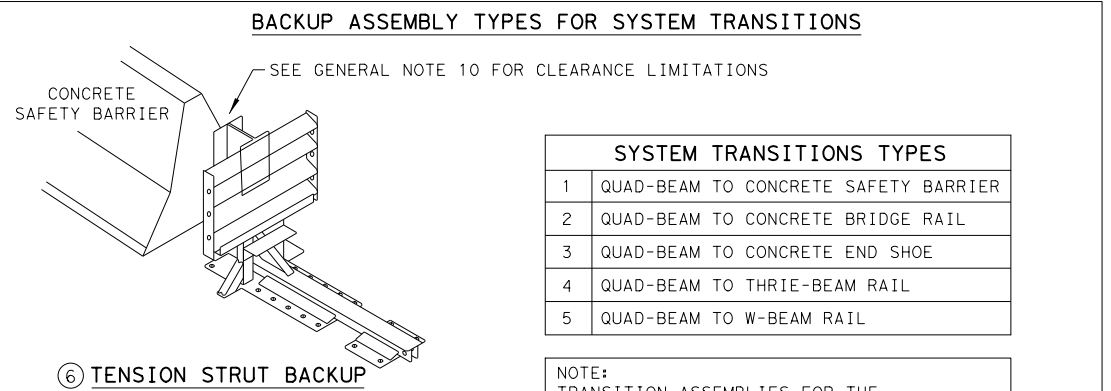 BACKUP ASSEMBLY TYPES FOR SYSTEM TRANSITIONS
SEE GENERAL NOTE 10 FOR CLEARANCE LIMITATIONS
CONCRETE
SAFETY BARRIER
SYSTEM TRANSITIONS TYPES
1 QUAD-BEAM TO CONCRETE SAFETY BARRIER
2 QUAD-BEAM TO CONCRETE BRIDGE RAIL
3 QUAD-BEAM TO CONCRETE END SHOE
4 QUAD-BEAM TO THRIE-BEAM RAIL
5 QUAD-BEAM TO W-BEAM RAIL
6 TENSION STRUT BACKUP
NOTE:
TRANSITION ASSEMBLIES FOR THE